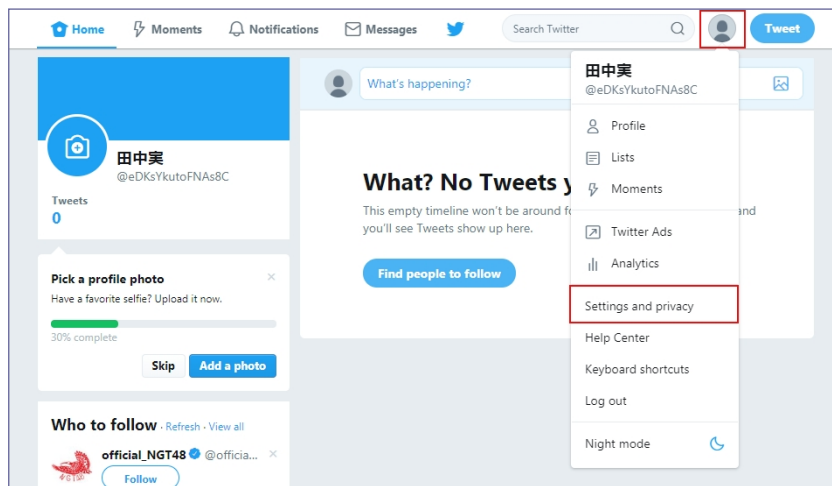 Home Moments Notifications Messages Search Twitter Tweet
田中実
@eDKsYkutoFNAs8C
Tweets
0
Pick a profile photo
Have a favorite selfie? Upload it now.
30% complete
Skip Add a photo
Who to follow · Refresh · View all
official_NGT48 @officia...
Follow
NGT48
What's happening?
What? No Tweets y
This empty timeline won't be around fo and
you'll see Tweets show up here.
Find people to follow
田中実
@eDKsYkutoFNAs8C
Profile
Lists
Moments
Twitter Ads
Analytics
Settings and privacy
Help Center
Keyboard shortcuts
Log out
Night mode